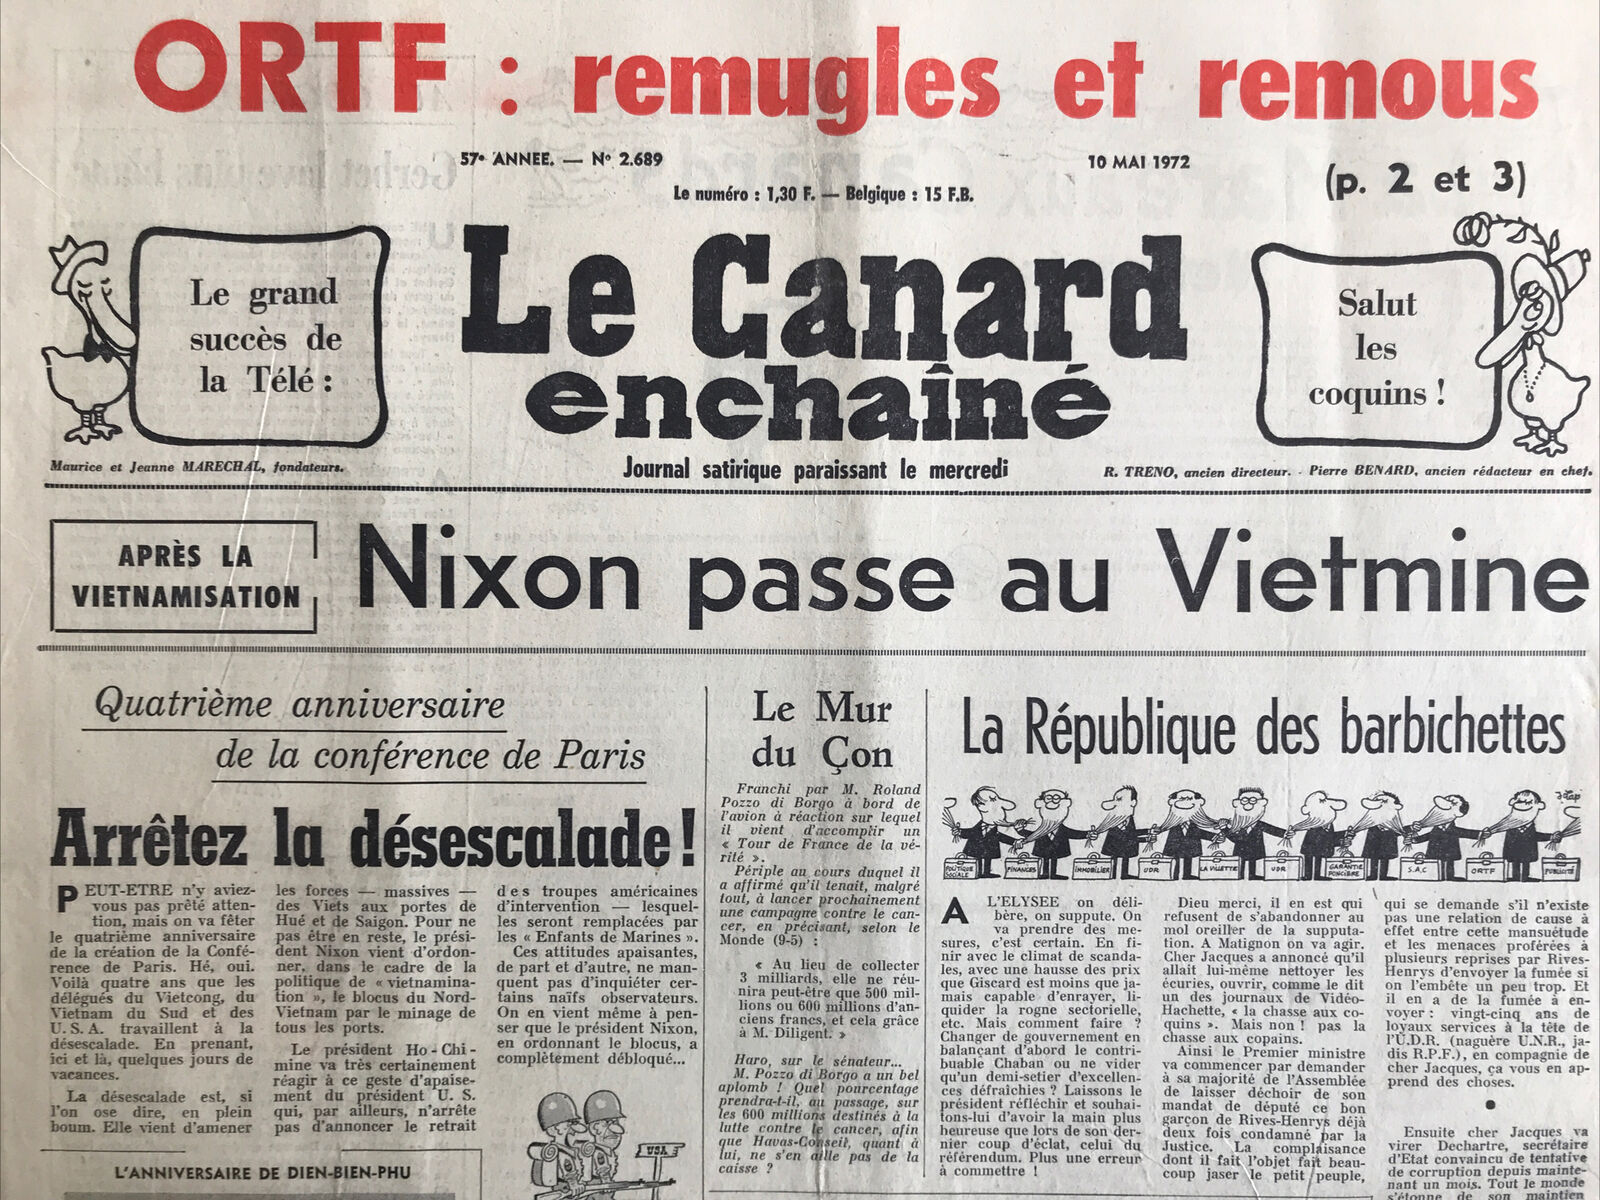 ORTF : remugles et remous
57e ANNEE. — No 2.689
10 MAI 1972
(p. 2 et 3)
Le numéro : 1,30 F. — Belgique : 15 F.B.
Le grand
succès de
la Télé :
Le Canard
enchaîné
Salut
les
coquins !
Maurice et Jeanne MARECHAL, fondateurs.
Journal satirique paraissant le mercredi
R. TRENO, ancien directeur. - Pierre BENARD, ancien rédacteur en chef.
APRÈS LA
VIETNAMISATION
Nixon passe au Vietmine
Quatrième anniversaire
de la conférence de Paris
Arrêtez la désescalade !
PEUT-ETRE n'y aviez-
vous pas prêté atten-
tion, mais on va fêter
le quatrième anniversaire
de la création de la Confé-
rence de Paris. Hé, oui.
Voilà quatre ans que les
délégués du Vietcong, du
Vietnam du Sud et des
U.S.A. travaillent à la
désescalade. En prenant,
ici et là, quelques jours de
vacances.
La désescalade est, si
l'on ose dire, en plein
boum. Elle vient d'amener
les forces — massives —
des Viets aux portes de
Hué et de Saigon. Pour ne
pas être en reste, le prési-
dent Nixon vient d'ordon-
ner, dans le cadre de la
politique de « vietnamina-
tion », le blocus du Nord-
Vietnam par le minage de
tous les ports.
Le président Ho-Chi-
mine va très certainement
réagir à ce geste d'apaise-
ment du président U. S.
qui, par ailleurs, n'arrête
pas d'annoncer le retrait
des troupes américaines
d'intervention — lesquel-
les seront remplacées par
les « Enfants de Marines ».
Ces attitudes apaisantes,
de part et d'autre, ne man-
quent pas d'inquiéter cer-
tains naïfs observateurs.
On en vient même à pen-
ser que le président Nixon,
en ordonnant le blocus, a
complètement débloqué...
USA
L'ANNIVERSAIRE DE DIEN-BIEN-PHU
Le Mur
du Çon
Franchi par M. Roland
Pozzo di Borgo à bord de
l'avion à réaction sur lequel
il vient d'accomplir un
« Tour de France de la vé-
rité ».
Périple au cours duquel il
a affirmé qu'il tenait, malgré
tout, à lancer prochainement
une campagne contre le can-
cer, en précisant, selon le
Monde (9-5) :
« Au lieu de collecter
3 milliards, elle ne réu-
nira peut-être que 500 mil-
lions ou 600 millions d'an-
ciens francs, et cela grâce
à M. Diligent. »
Haro, sur le sénateur...
M. Pozzo di Borgo a un bel
aplomb ! Quel pourcentage
prendra-t-il, au passage, sur
les 600 millions destinés à la
lutte contre le cancer, afin
que Havas-Conseil, quant à
lui, ne s'en aille pas de la
caisse ?
La République des barbichettes
POLITIQUE
SOCIALE
FINANCES
IMMOBILIER
UDR
LA VILLETTE
UDR
GARANTIE
FONCIERE
S.A.C
ORTF
PUBLICITÉ
A L'ELYSEE on déli-
bère, on suppute. On
va prendre des me-
sures, c'est certain. En fi-
nir avec le climat de scanda-
les, avec une hausse des prix
que Giscard est moins que ja-
mais capable d'enrayer, li-
quider la rogne sectorielle,
etc. Mais comment faire ?
Changer de gouvernement en
balançant d'abord le contri-
buable Chaban ou ne vider
qu'un demi-setier d'excellen-
ces défraîchies ? Laissons le
président réfléchir et souhai-
tons-lui d'avoir la main plus
heureuse que lors de son der-
nier coup d'éclat, celui du
référendum. Plus une erreur
à commettre !
Dieu merci, il en est qui
refusent de s'abandonner au
mol oreiller de la supputa-
tion. A Matignon on va agir.
Cher Jacques a annoncé qu'il
allait lui-même nettoyer les
écuries, ouvrir, comme le dit
un des journaux de Vidéo-
Hachette, « la chasse aux co-
quins ». Mais non ! pas la
chasse aux copains.
Ainsi le Premier ministre
va commencer par demander
à sa majorité de l'Assemblée
de laisser déchoir de son
mandat de député ce bon
garçon de Rives-Henrys déjà
deux fois condamné par la
Justice. La complaisance
dont il fait l'objet fait beau-
coup jaser le petit peuple,
qui se demande s'il n'existe
pas une relation de cause à
effet entre cette mansuétude
et les menaces proférées à
plusieurs reprises par Rives-
Henrys d'envoyer la fumée si
on l'embête un peu trop. Et
il en a de la fumée à en-
voyer : vingt-cinq ans de
loyaux services à la tête de
l'U.D.R. (naguère U.N.R., ja-
dis R.P.F.), en compagnie de
cher Jacques, ça vous en ap-
prend des choses.
●
Ensuite cher Jacques va
virer Dechartre, secrétaire
d'Etat convaincu de tentative
de corruption depuis mainte-
nant un mois. Tout le monde
s'étonne de son maintien